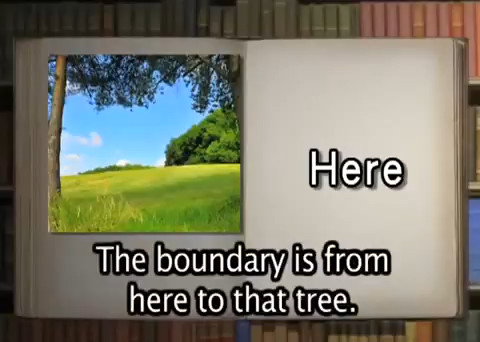 Here
The boundary is from
here to that tree.